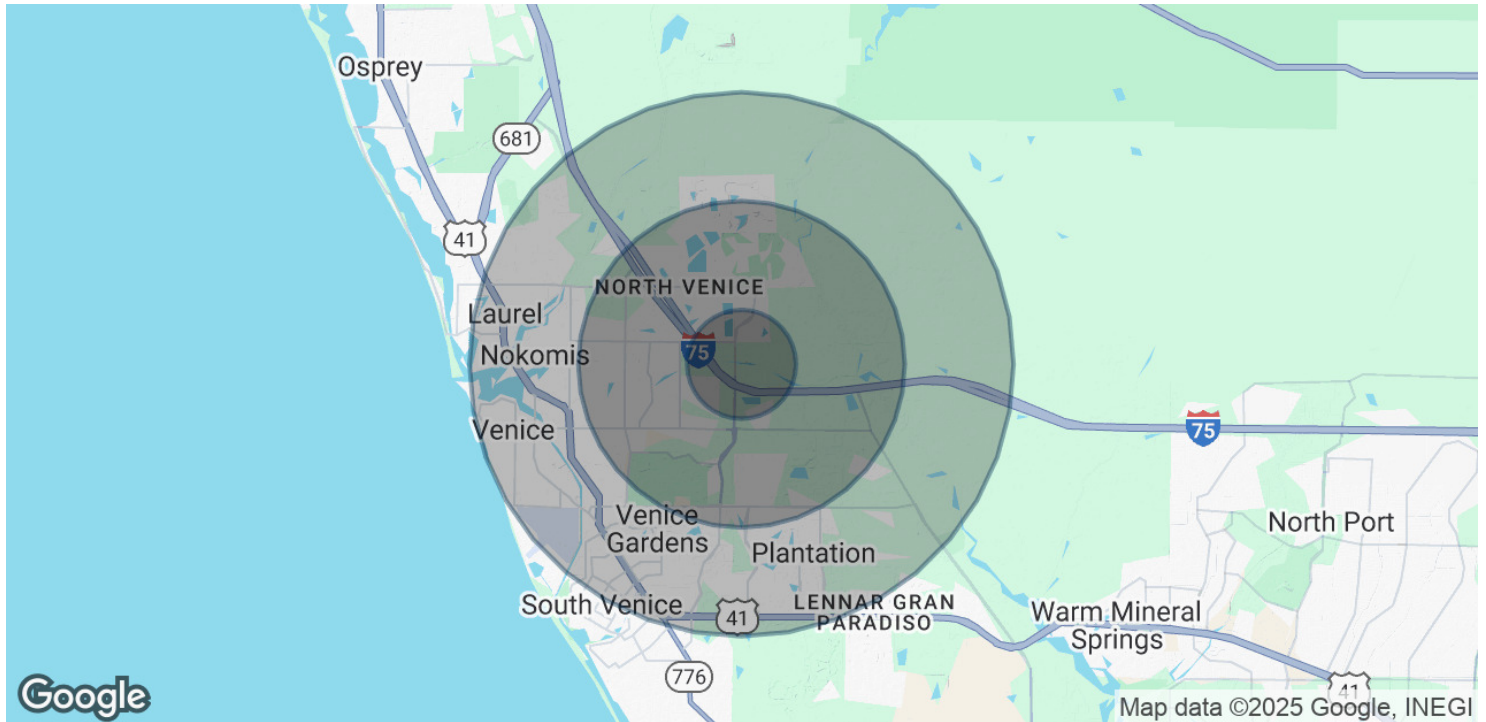 Osprey
681
41
NORTH VENICE
Laurel
75
Nokomis
Venice
75
Venice
Gardens
North Port
Plantation
South Venice
41
LENNAR GRAN
PARADISO
Warm Mineral
Springs
776
41
Google
Map data ©2025 Google, INEGI